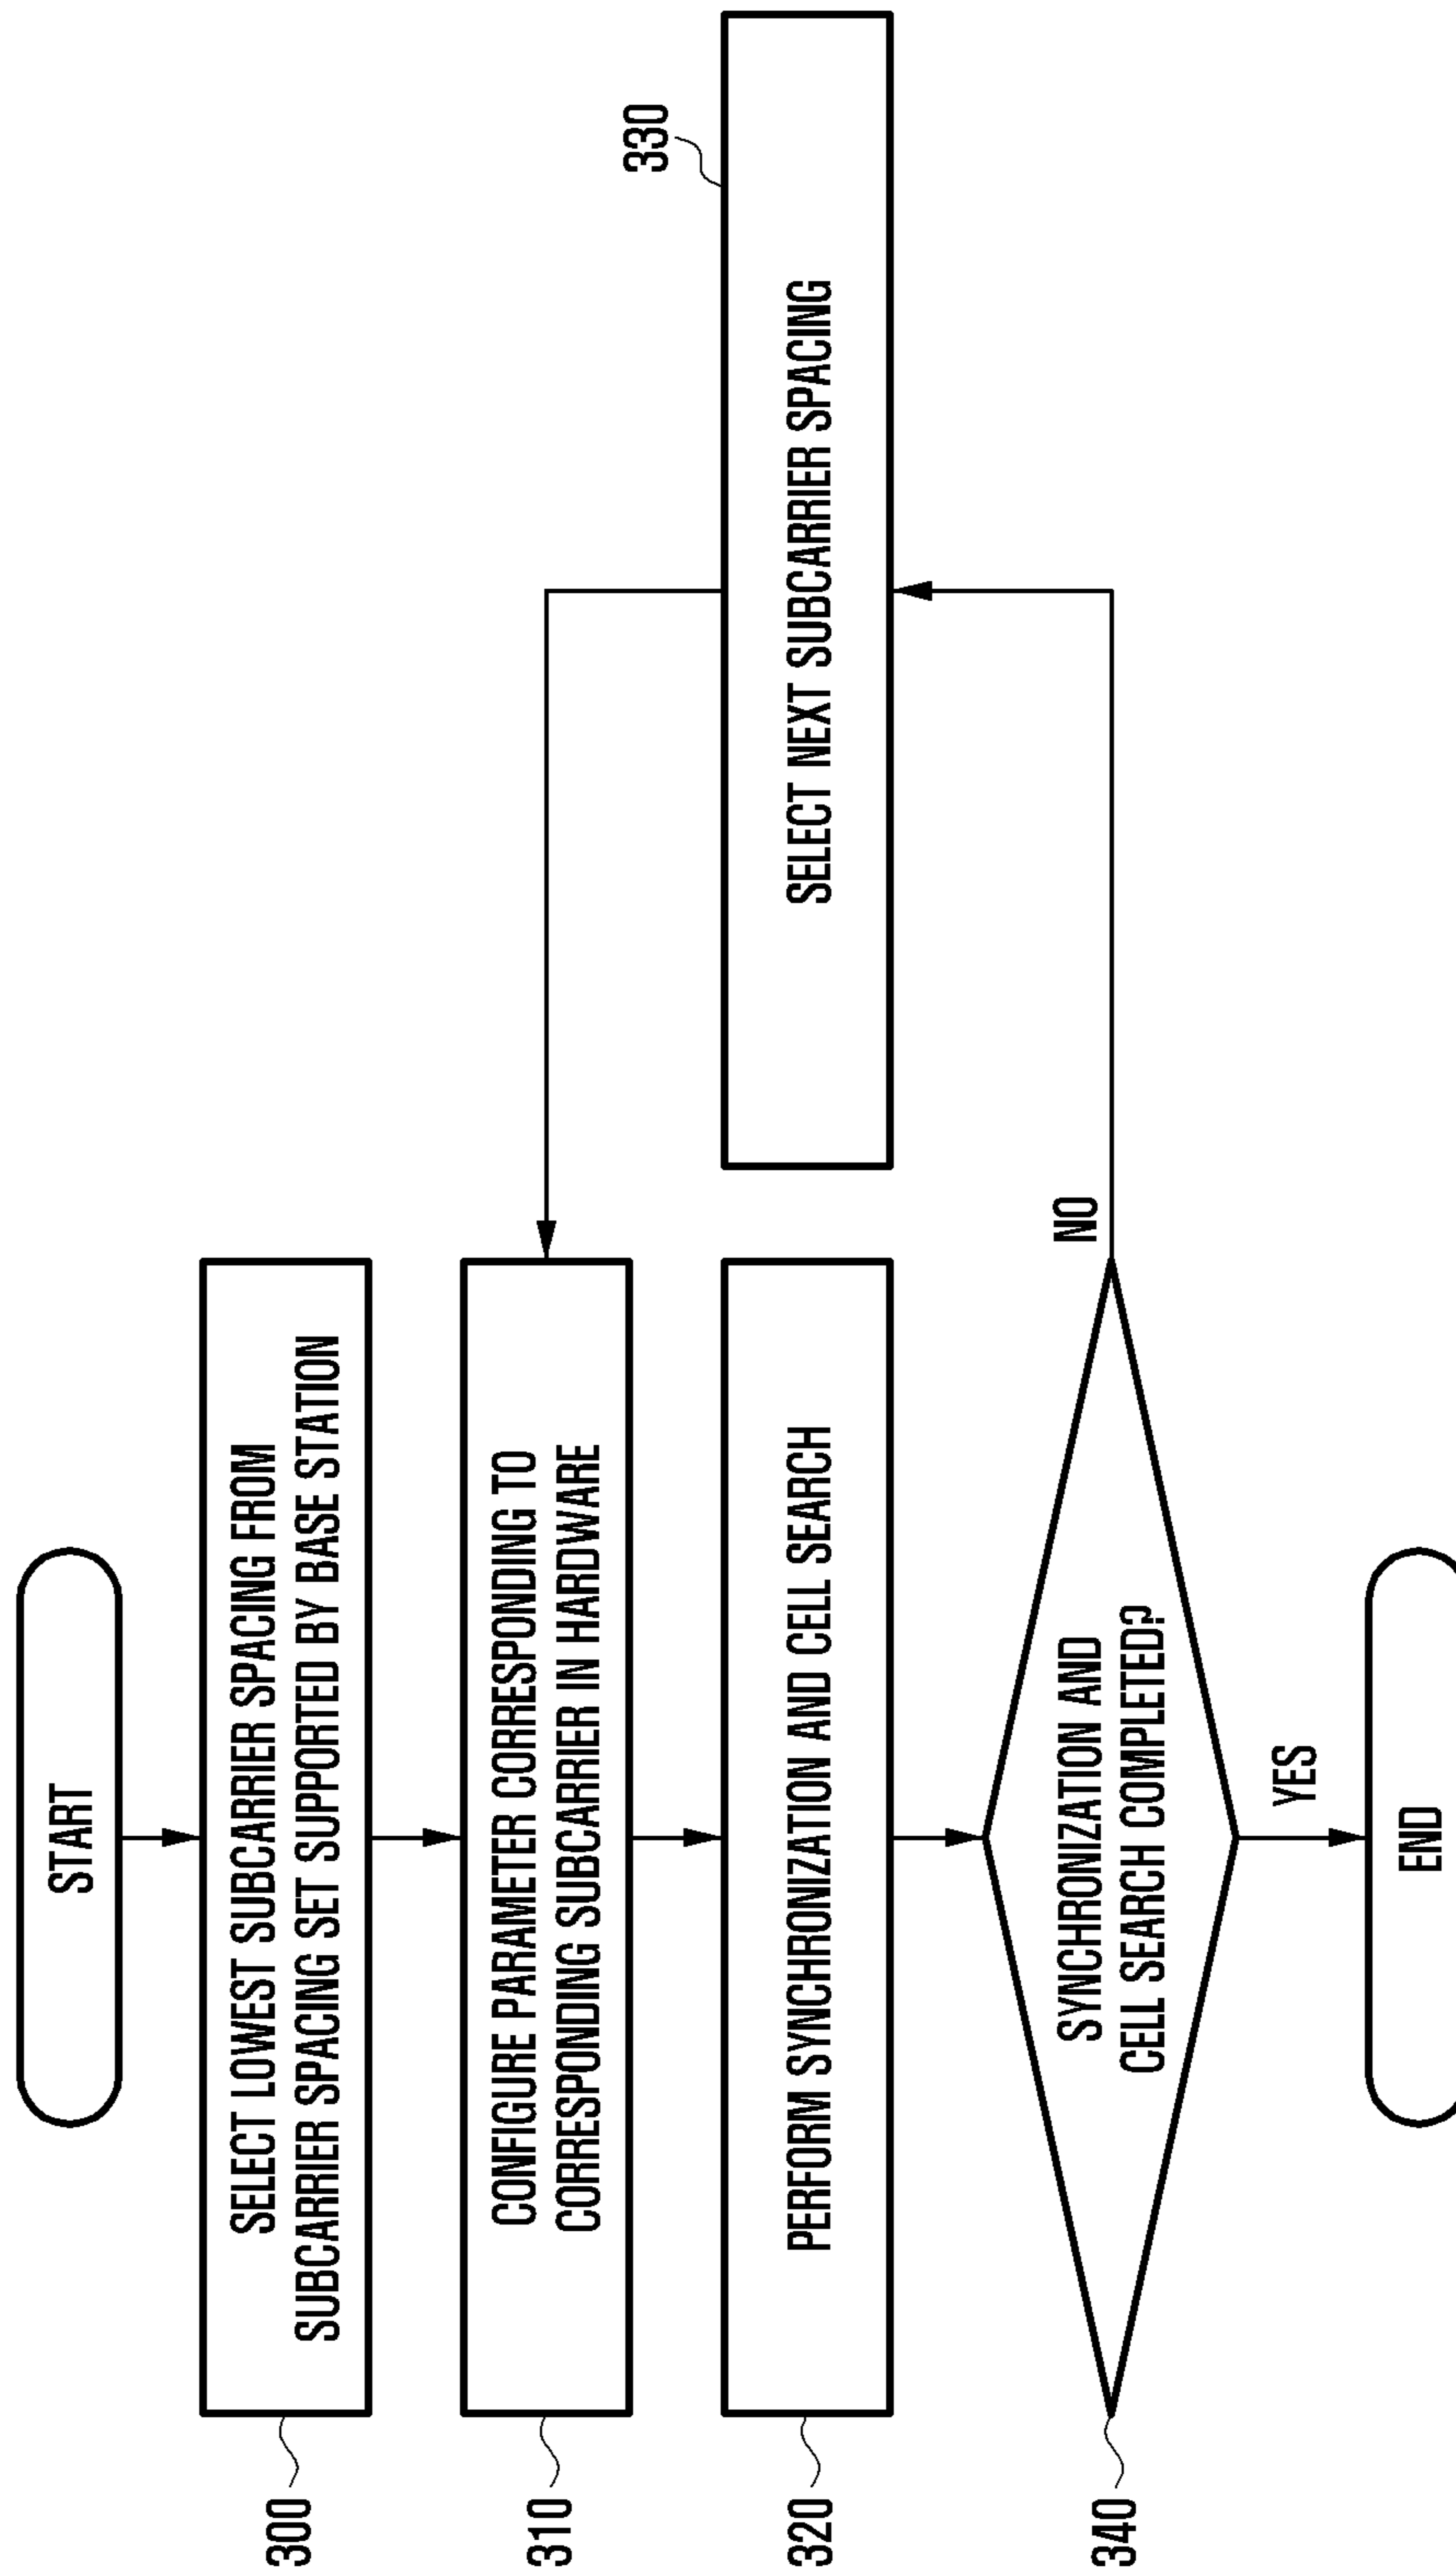 START
300
SELECT LOWEST SUBCARRIER SPACING FROM
SUBCARRIER SPACING SET SUPPORTED BY BASE STATION
310
CONFIGURE PARAMETER CORRESPONDING TO
CORRESPONDING SUBCARRIER IN HARDWARE
320
PERFORM SYNCHRONIZATION AND CELL SEARCH
330
SELECT NEXT SUBCARRIER SPACING
340
SYNCHRONIZATION AND
CELL SEARCH COMPLETED?
NO
YES
END